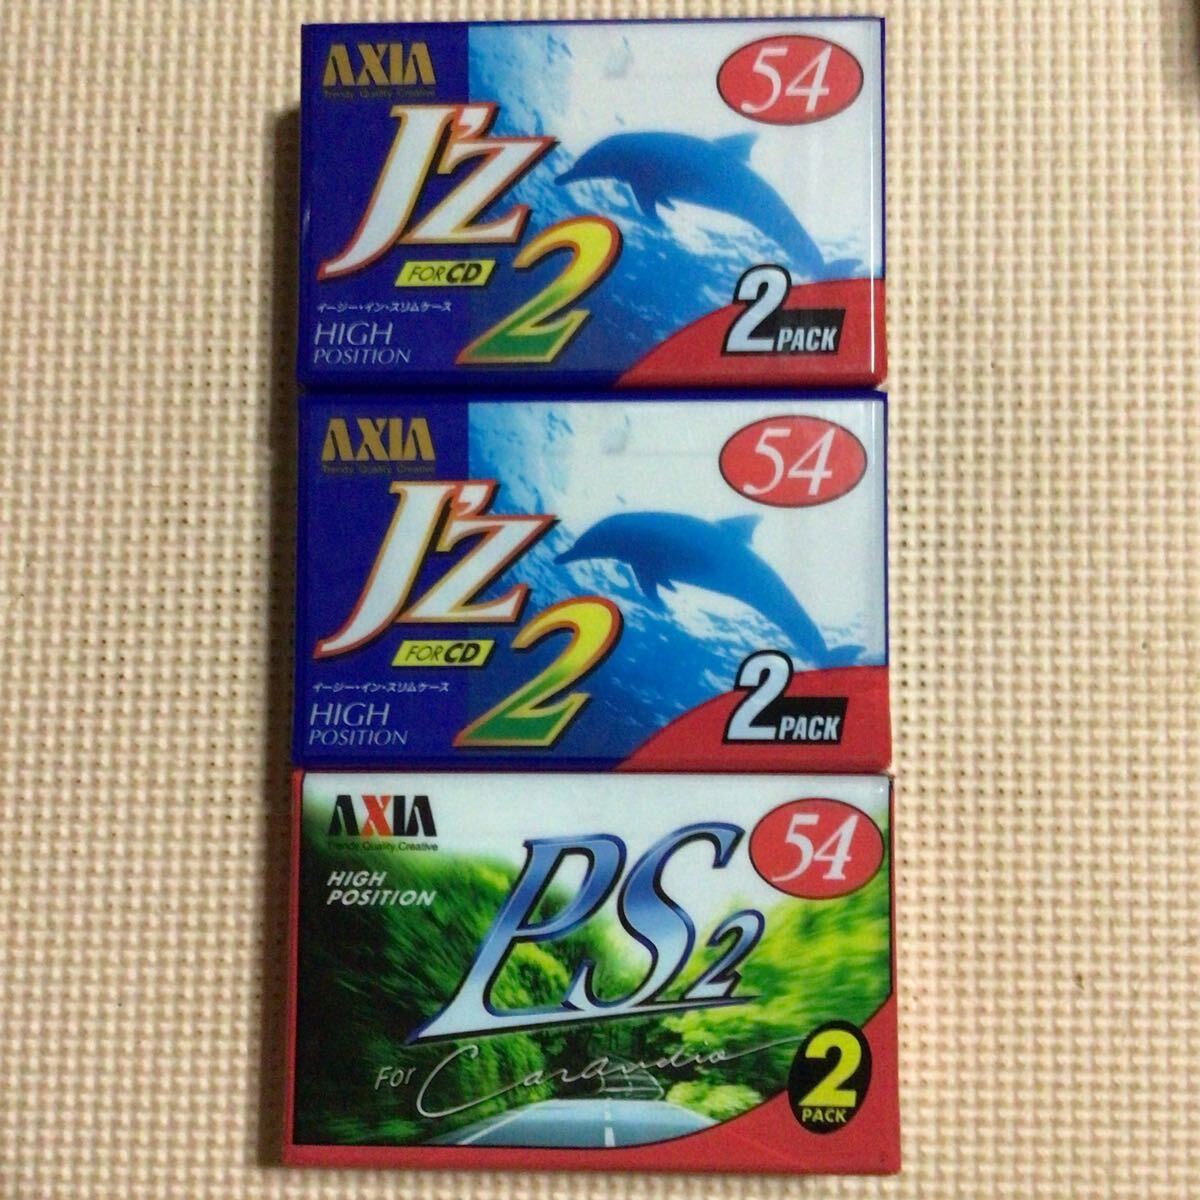 AXIA
Trendy Quality Creative
54
J'Z
2
FOR CD
イージー・イン・スリムケース
HIGH
POSITION
2 PACK
AXIA
Trendy Quality Creative
54
J'Z
2
FOR CD
イージー・イン・スリムケース
HIGH
POSITION
2 PACK
AXIA
Trendy Quality Creative
54
HIGH
POSITION
PS2
For Caraudio
2
PACK